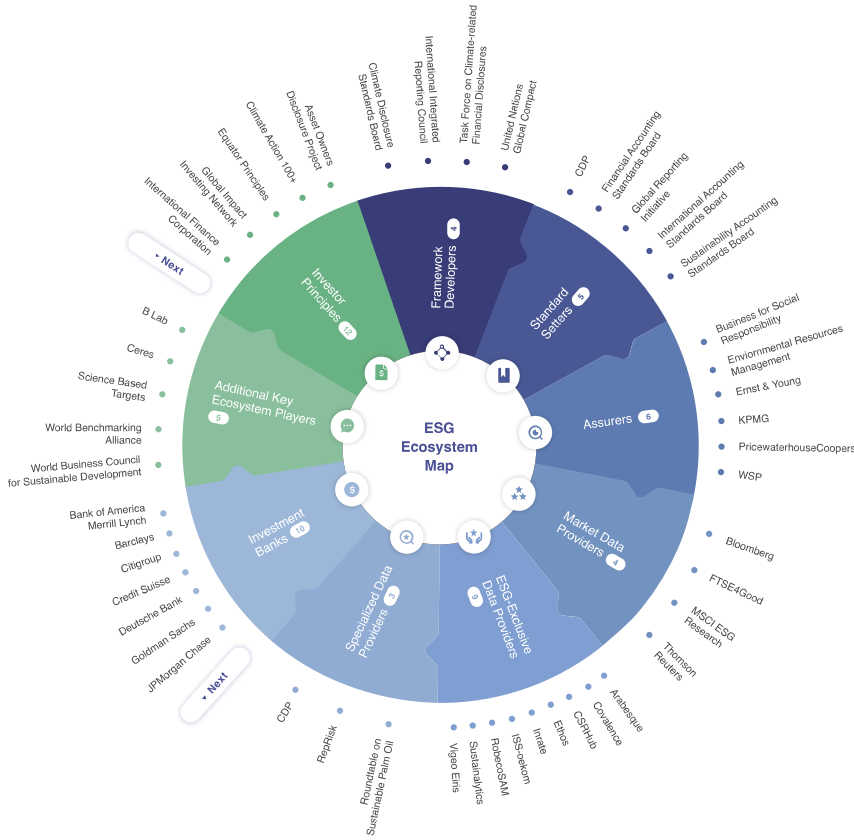 ESG
Ecosystem
Map
Framework
Developers
4
Climate Disclosure
Standards Board
International Integrated
Reporting Council
Task Force on Climate-related
Financial Disclosures
United Nations
Global Compact
Standard
Setters
5
CDP
Financial Accounting
Standards Board
Global Reporting
Initiative
International Accounting
Standards Board
Sustainability Accounting
Standards Board
Assurers 6
Business for Social
Responsibility
Enviornmental Resources
Management
Ernst & Young
KPMG
PricewaterhouseCoopers
WSP
Market Data
Providers 4
Bloomberg
FTSE4Good
MSCI ESG
Research
Thomson
Reuters
ESG-Exclusive
Data Providers
9
Arabesque
Covalence
CSRHub
Ethos
Inrate
ISS-oekom
RobecoSAM
Sustainalytics
Vigeo Eiris
Specialized Data
Providers 3
Roundtable on
Sustainable Palm Oil
RepRisk
CDP
Investment
Banks 10
Next
JPMorgan Chase
Goldman Sachs
Deutsche Bank
Credit Suisse
Citigroup
Barclays
Bank of America
Merrill Lynch
Additional Key
Ecosystem Players
5
World Business Council
for Sustainable Development
World Benchmarking
Alliance
Science Based
Targets
Ceres
B Lab
Investor
Principles 12
Next
International Finance
Corporation
Global Impact
Investing Network
Equator Principles
Climate Action 100+
Asset Owners
Disclosure Project